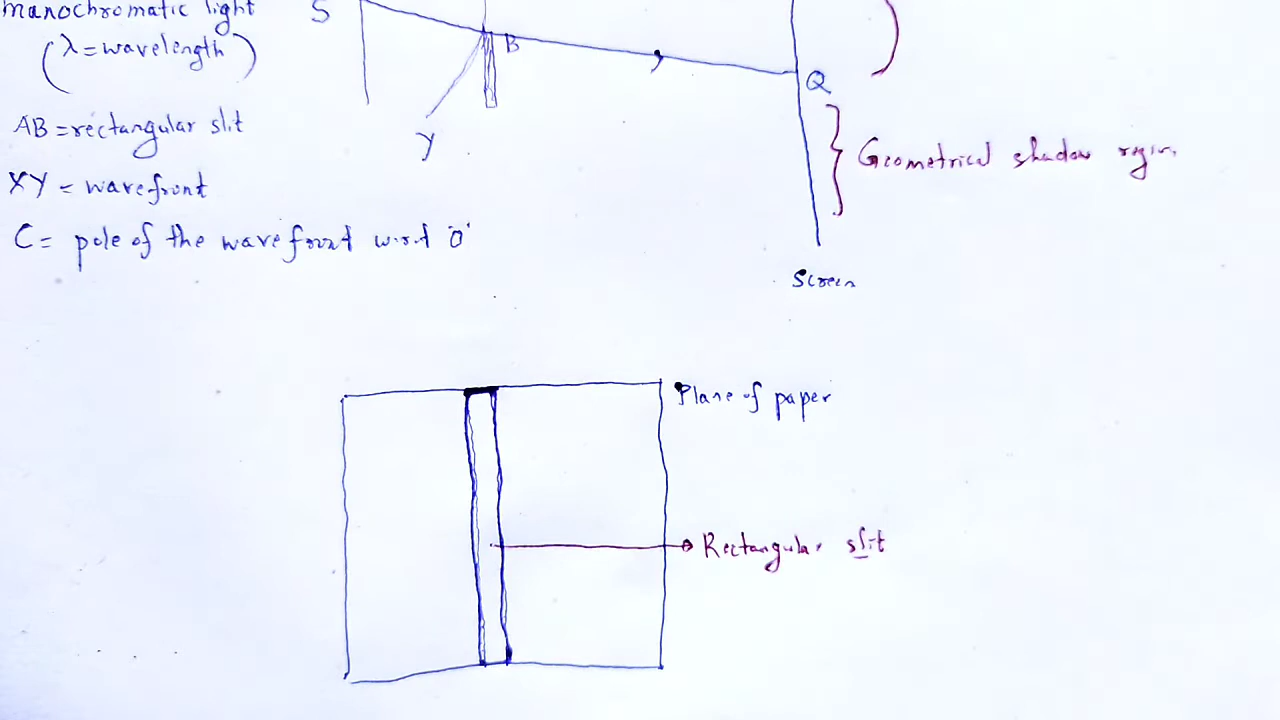 manochromatic light
(λ=wavelength)
S
B
Y
Q
AB=rectangular slit
Geometrical shadow
XY = wavefront
C= pole of the wavefront w.r.t 'O'
Screen
Plane of paper
Rectangular slit